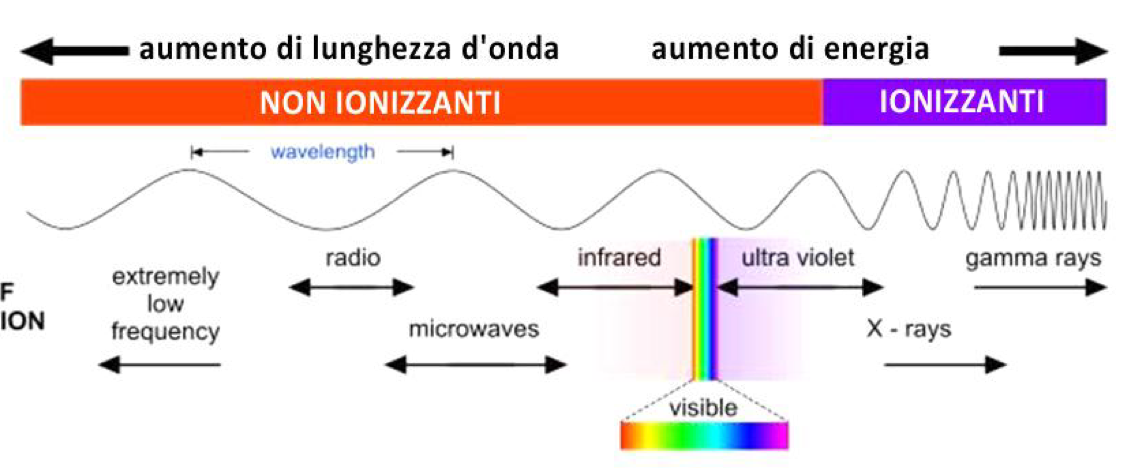 aumento di lunghezza d'onda
aumento di energia
NON IONIZZANTI
IONIZZANTI
wavelength
radio
infrared
ultra violet
gamma rays
extremely
low
frequency
F
ION
microwaves
X - rays
visible